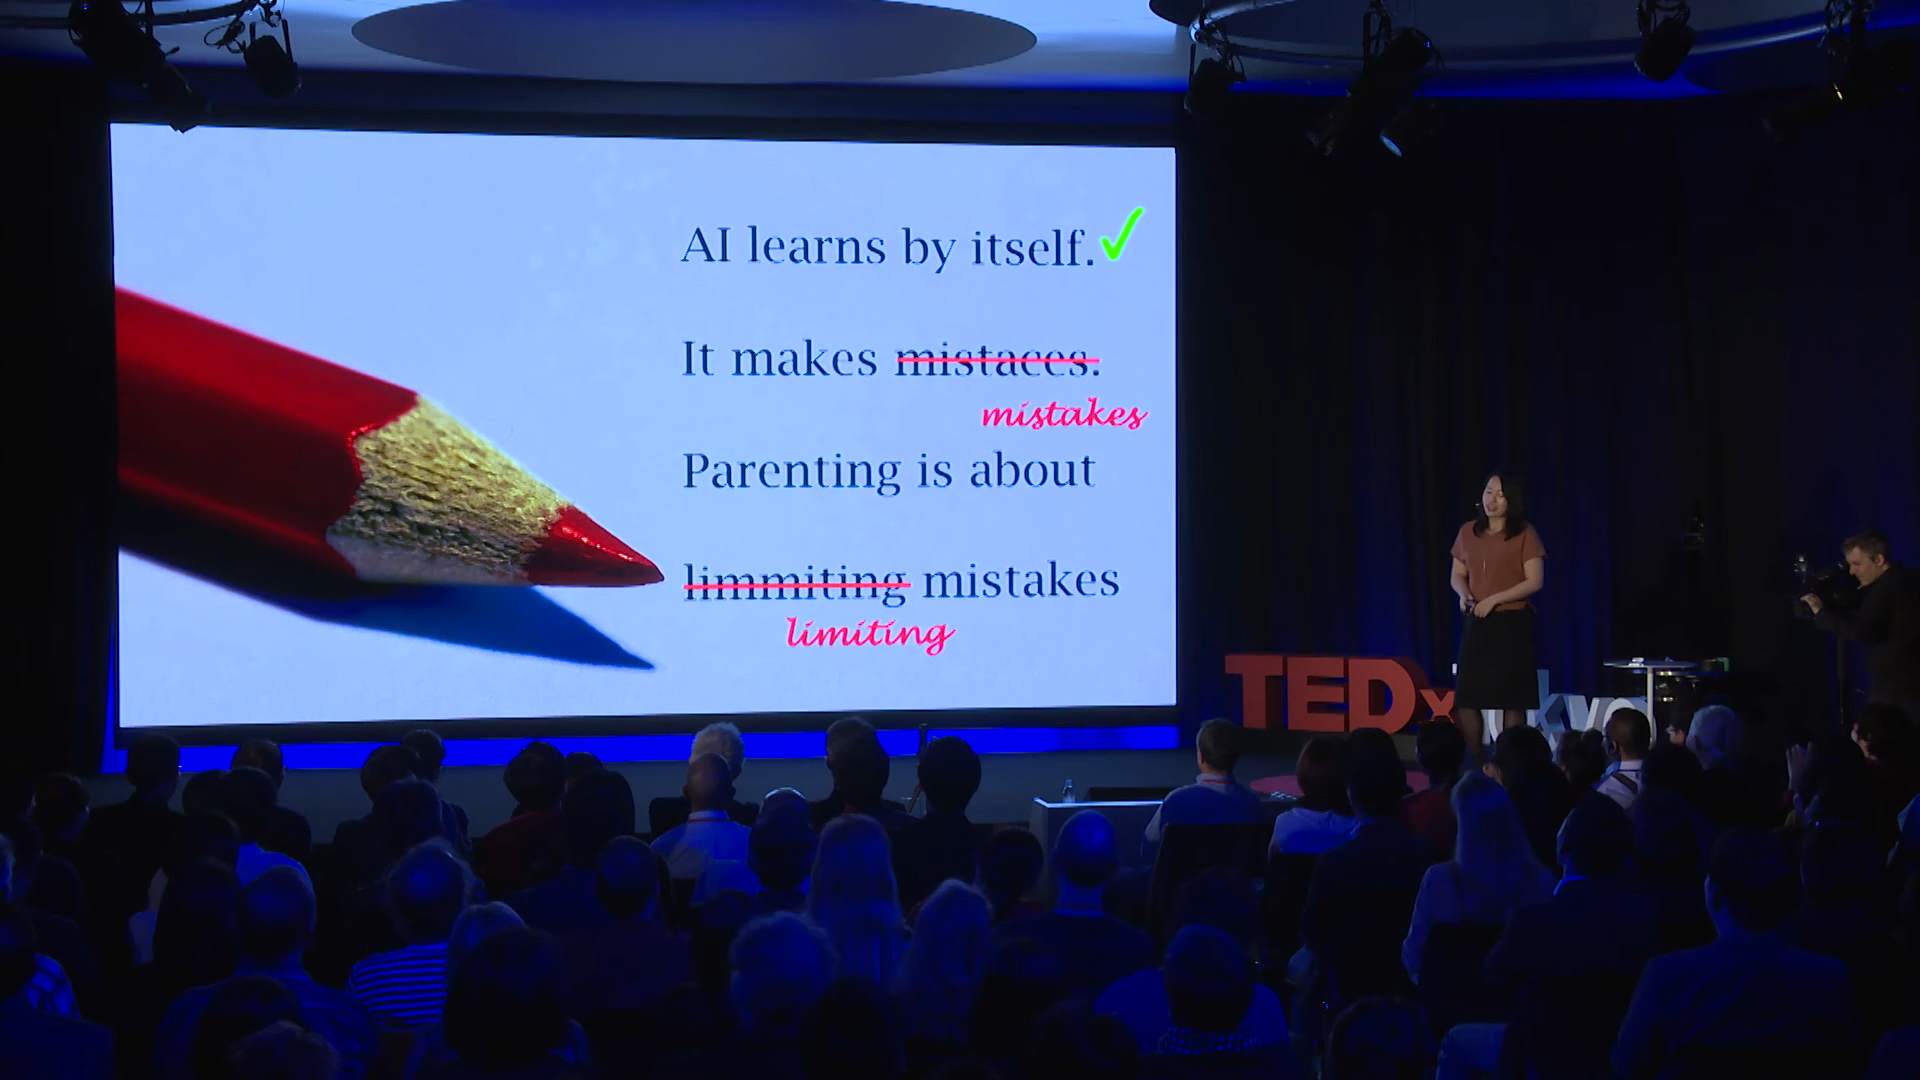 AI learns by itself.
It makes mistaces.
mistakes
Parenting is about
limmiting mistakes
limiting
TEDx